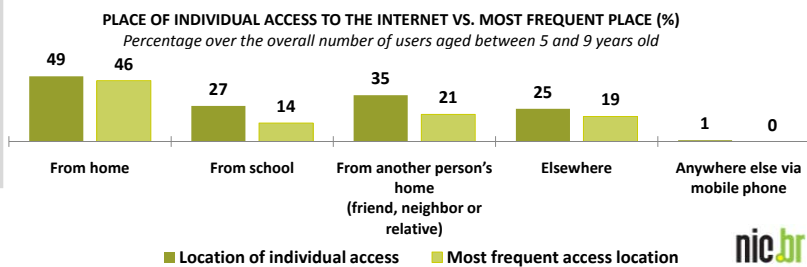 PLACE OF INDIVIDUAL ACCESS TO THE INTERNET VS. MOST FREQUENT PLACE (%)
Percentage over the overall number of users aged between 5 and 9 years old
49 46 27 14 35 21 25 19 1 0
From home From school From another person's home (friend, neighbor or relative) Elsewhere Anywhere else via mobile phone
Location of individual access Most frequent access location
nic.br